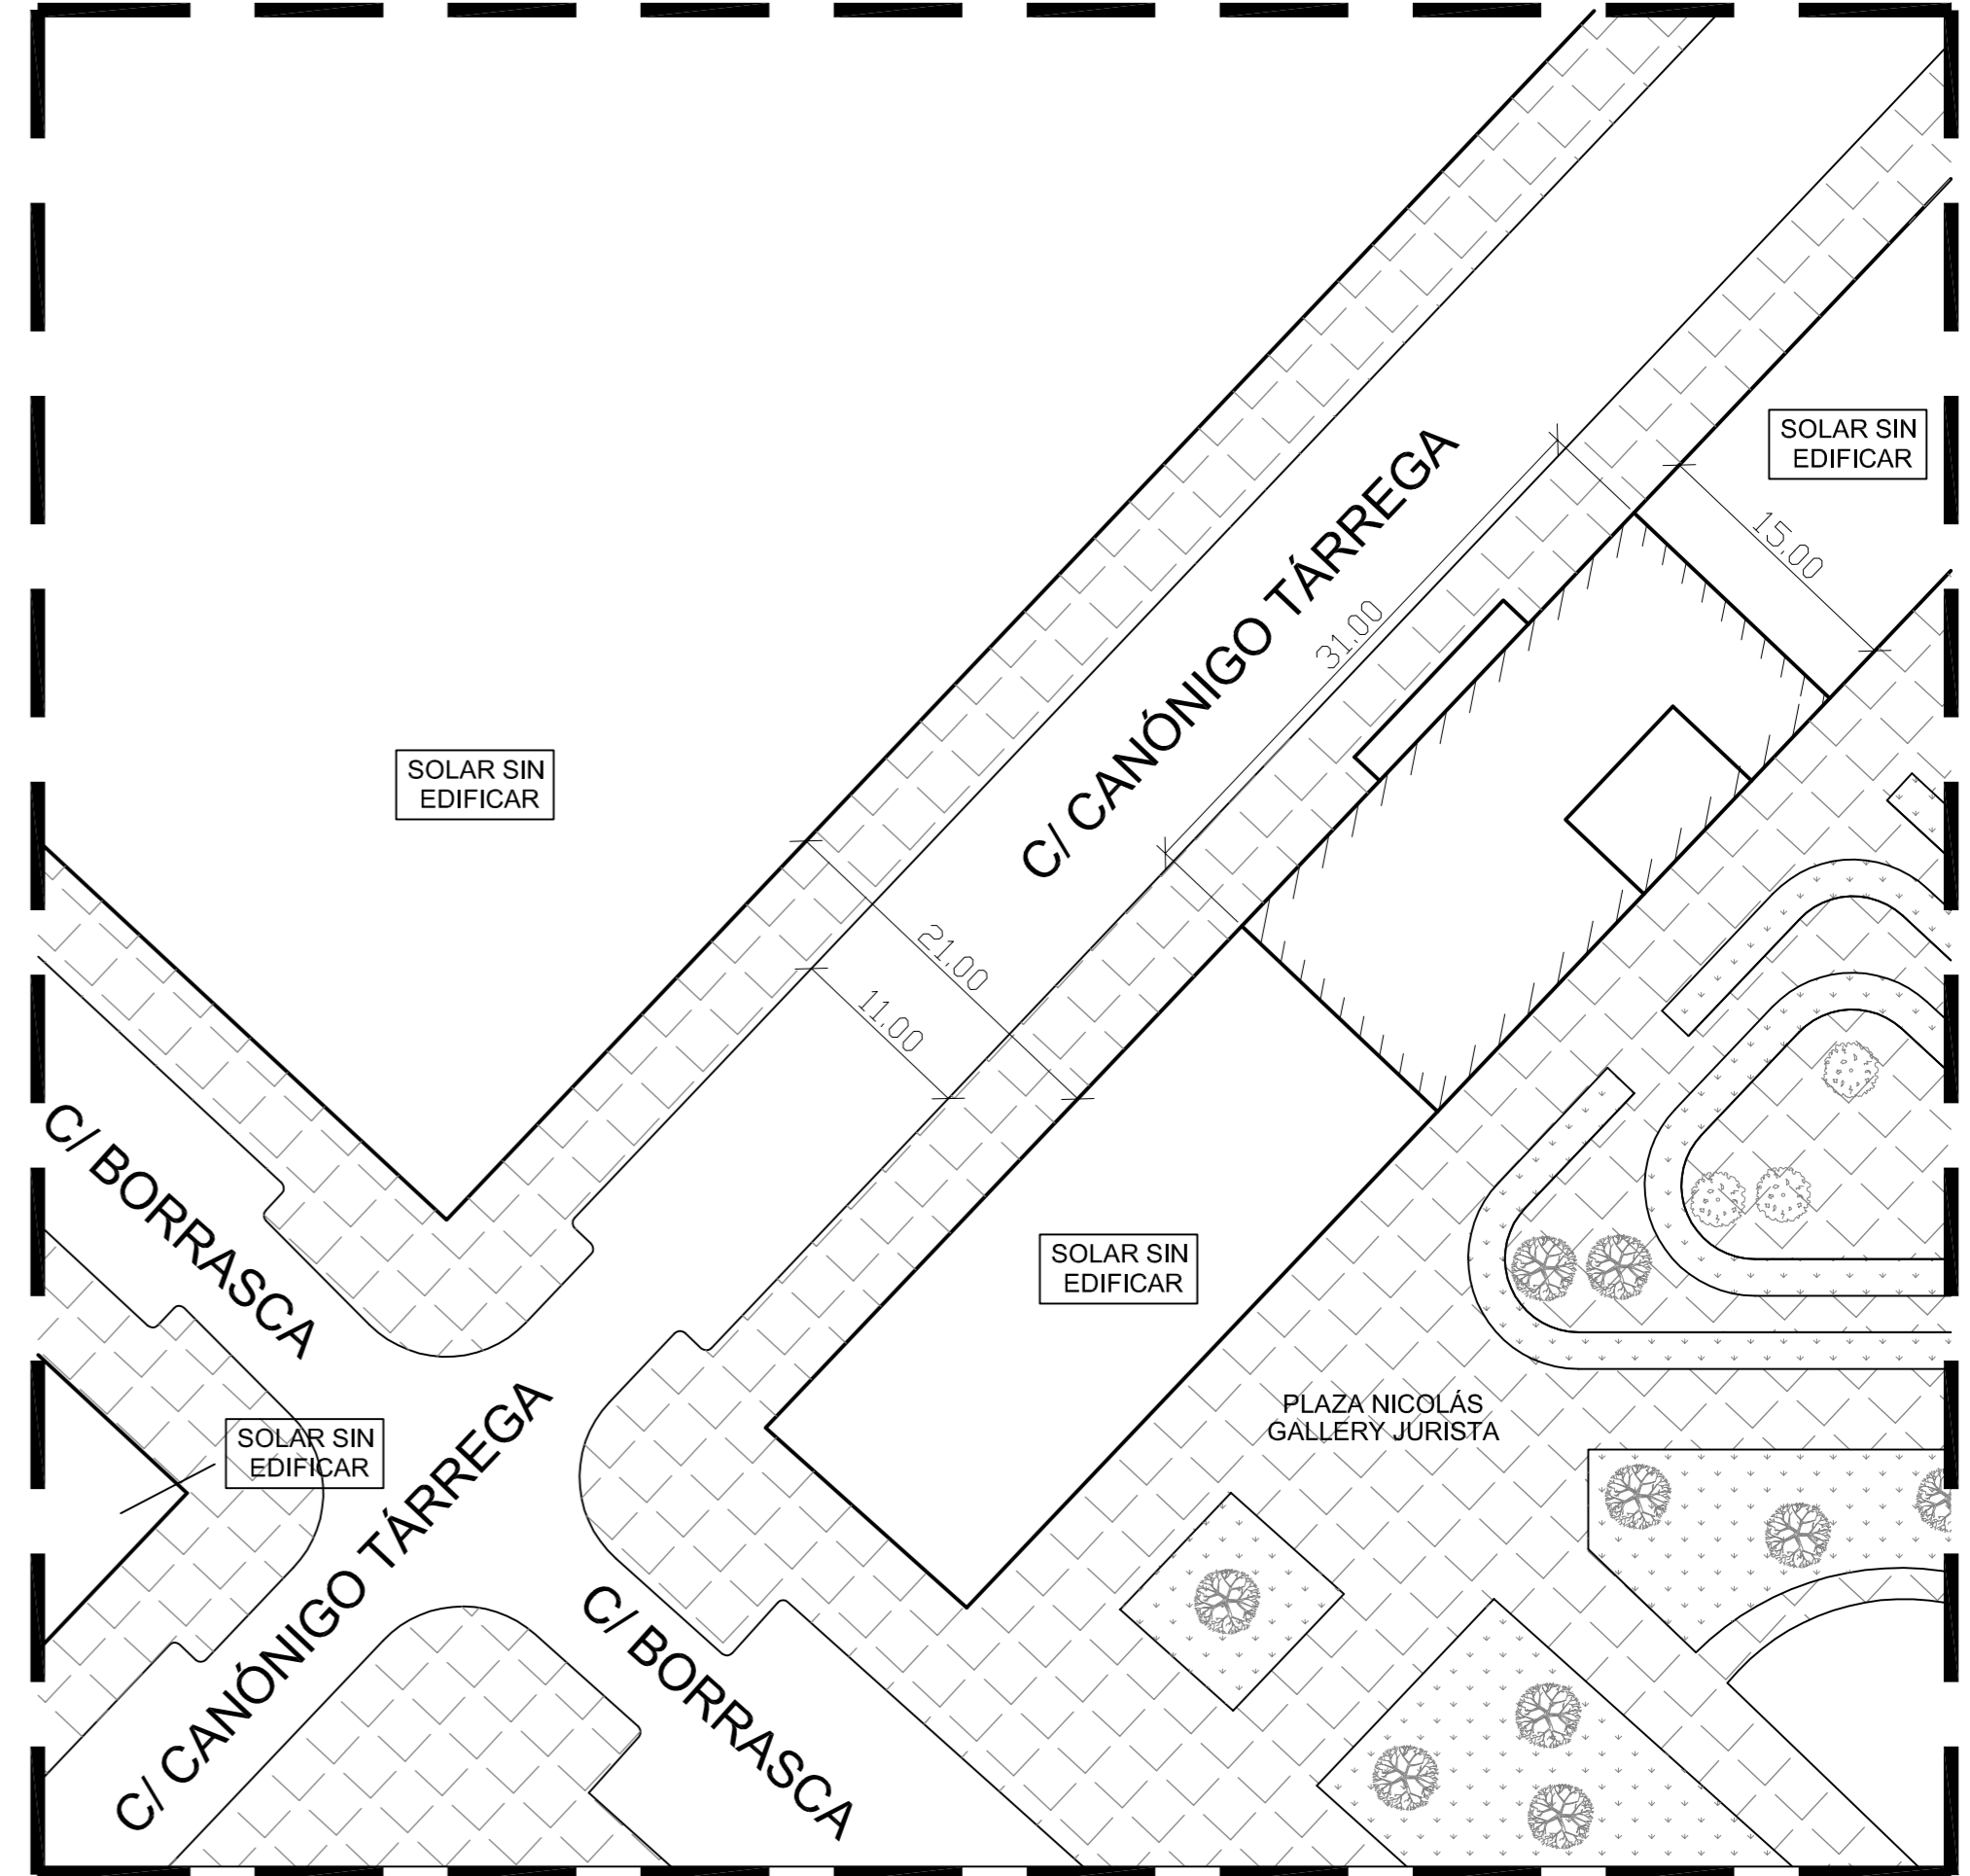 SOLAR SIN
EDIFICAR
15.00
C/ CANÓNIGO TÁRREGA
31.00
SOLAR SIN
EDIFICAR
21.00
11.00
C/ BORRASCA
SOLAR SIN
EDIFICAR
PLAZA NICOLÁS
GALLERY JURISTA
SOLAR SIN
EDIFICAR
C/ CANÓNIGO TÁRREGA
C/ BORRASCA